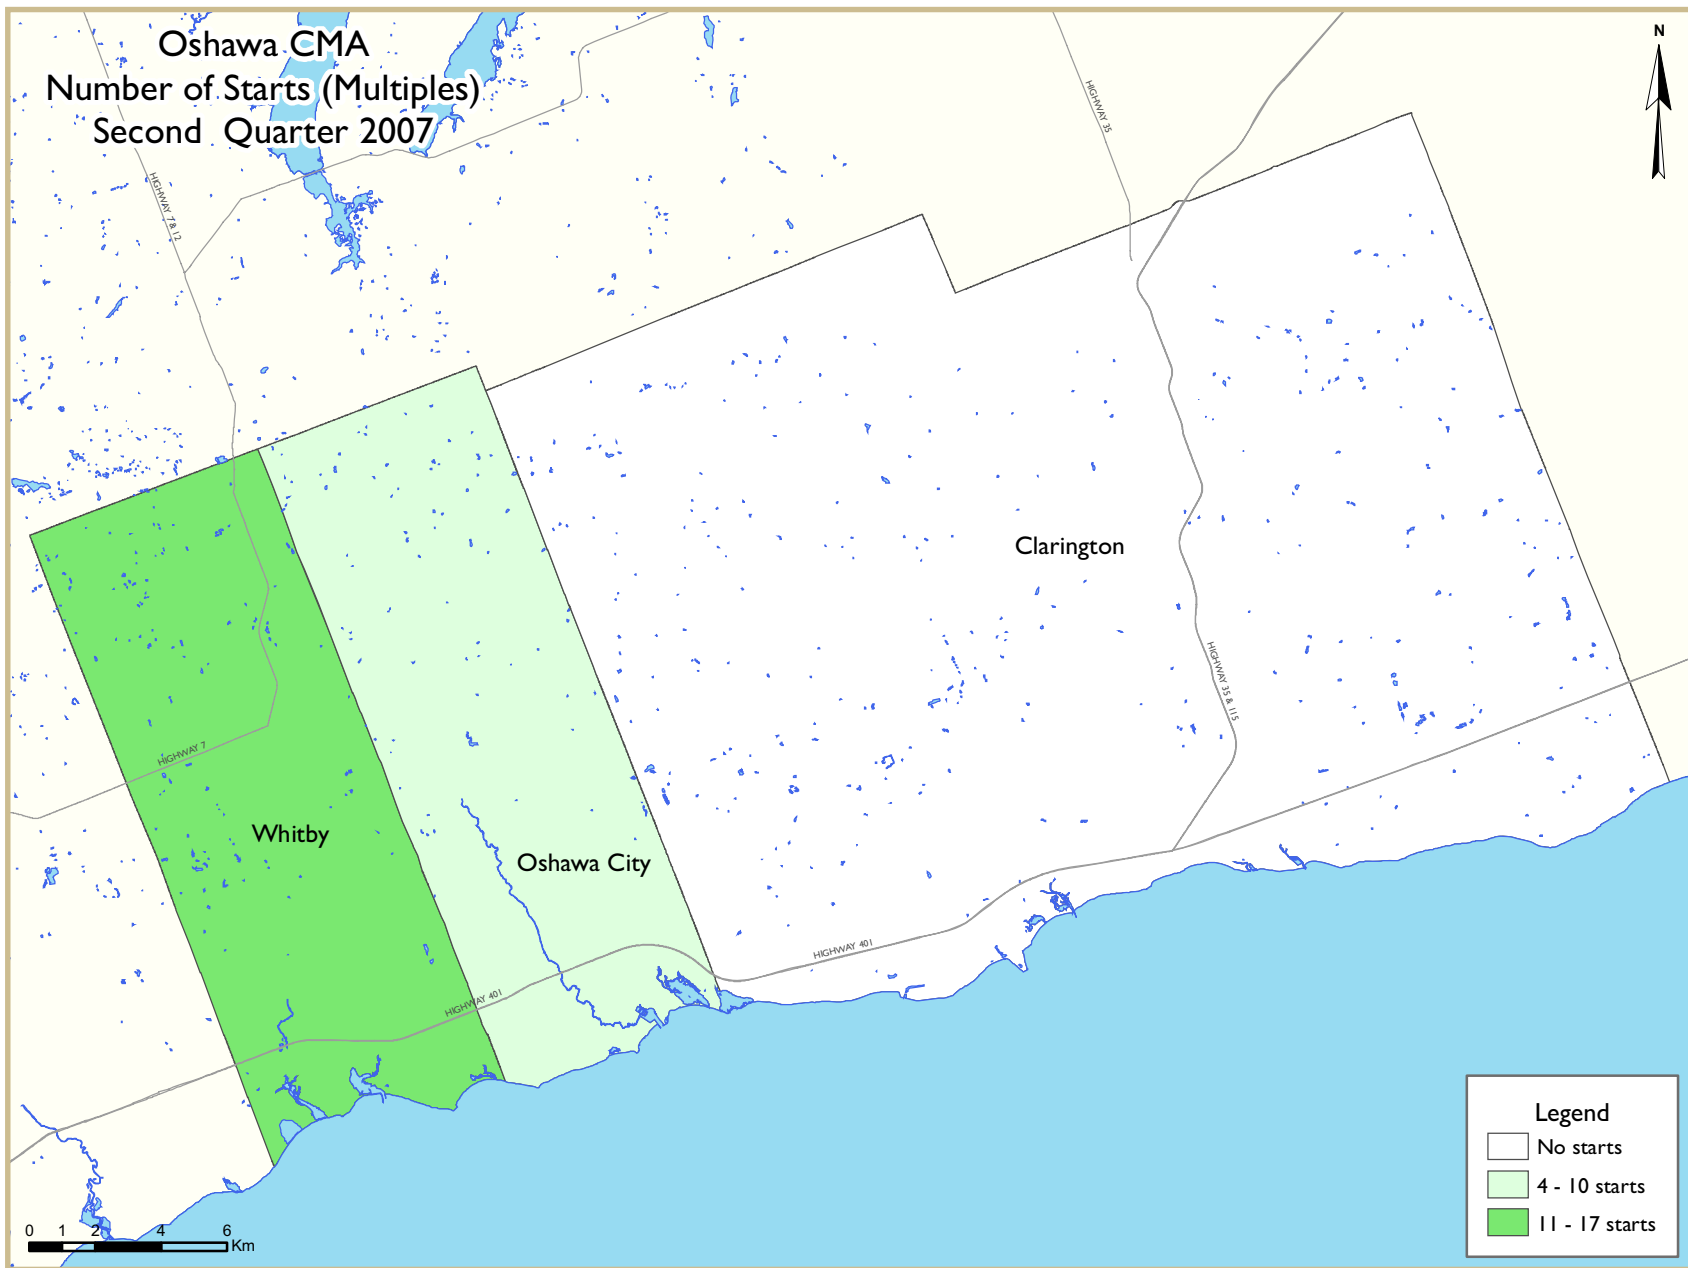 Oshawa CMA
Number of Starts (Multiples)
Second Quarter 2007
N
HIGHWAY 35
HIGHWAY 7 & 12
Clarington
HIGHWAY 35 & 115
HIGHWAY 7
Whitby
Oshawa City
HIGHWAY 401
HIGHWAY 401
Legend
No starts
4 - 10 starts
11 - 17 starts
0 1 2 4 6
Km